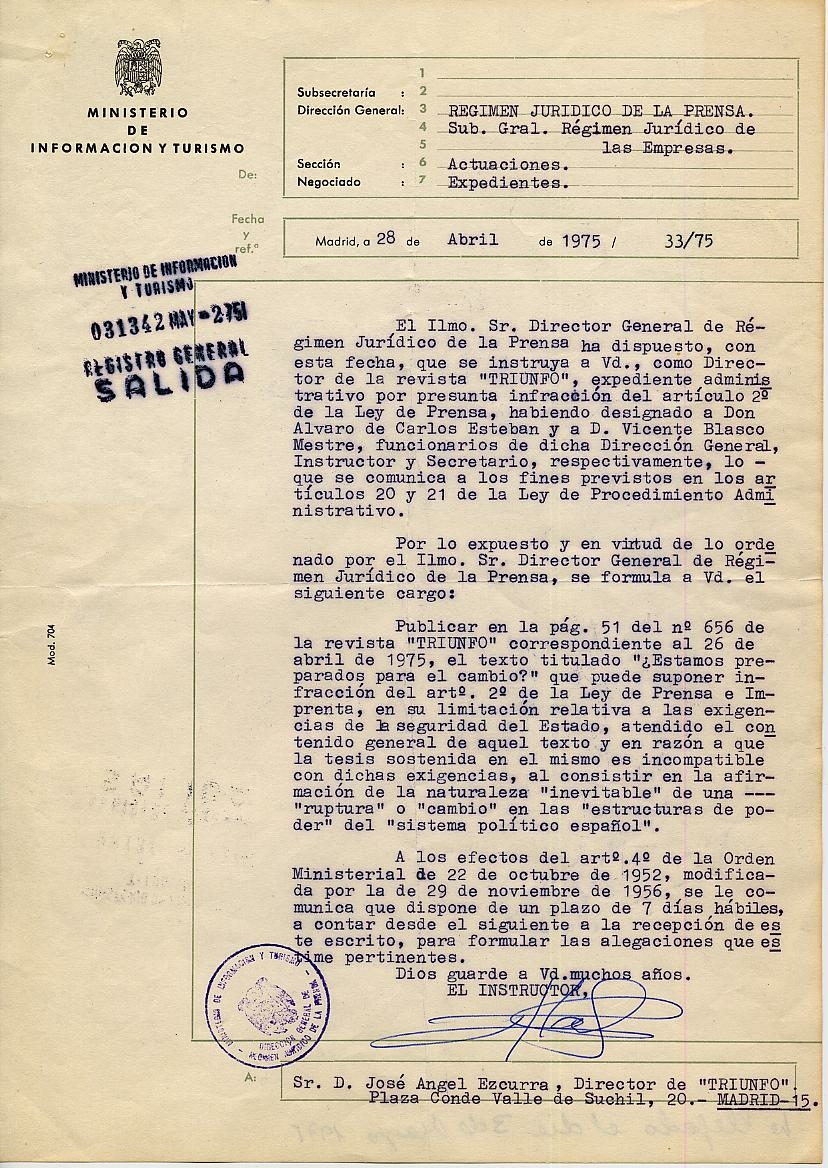 MINISTERIO
DE
INFORMACION Y TURISMO
De:
1
Subsecretaría : 2
Dirección General: 3 REGIMEN JURIDICO DE LA PRENSA.
4 Sub. Gral. Régimen Jurídico de
5 las Empresas.
Sección : 6 Actuaciones.
Negociado : 7 Expedientes.
Fecha
y
ref.ª
Madrid, a 28 de Abril de 1975 / 33/75
MINISTERIO DE INFORMACION
Y TURISMO
031342 MAY -2 75
REGISTRO GENERAL
SALIDA
El Ilmo. Sr. Director General de Ré-
gimen Jurídico de la Prensa ha dispuesto, con
esta fecha, que se instruya a Vd., como Direc-
tor de la revista "TRIUNFO", expediente adminis
trativo por presunta infracción del artículo 2º
de la Ley de Prensa, habiendo designado a Don
Alvaro de Carlos Esteban y a D. Vicente Blasco
Mestre, funcionarios de dicha Dirección General,
Instructor y Secretario, respectivamente, lo -
que se comunica a los fines previstos en los ar
tículos 20 y 21 de la Ley de Procedimiento Admi
nistrativo.
Por lo expuesto y en virtud de lo orde
nado por el Ilmo. Sr. Director General de Régi-
men Jurídico de la Prensa, se formula a Vd. el
siguiente cargo:
Publicar en la pág. 51 del nº 656 de
la revista "TRIUNFO" correspondiente al 26 de
abril de 1975, el texto titulado "¿Estamos pre-
parados para el cambio?" que puede suponer in-
fracción del artº. 2º de la Ley de Prensa e Im-
prenta, en su limitación relativa a las exigen-
cias de la seguridad del Estado, atendido el con
tenido general de aquel texto y en razón a que
la tesis sostenida en el mismo es incompatible
con dichas exigencias, al consistir en la afir-
mación de la naturaleza "inevitable" de una ---
"ruptura" o "cambio" en las "estructuras de po-
der" del "sistema político español".
A los efectos del artº.4º de la Orden
Ministerial de 22 de octubre de 1952, modifica-
da por la de 29 de noviembre de 1956, se le co-
munica que dispone de un plazo de 7 días hábiles,
a contar desde el siguiente a la recepción de es
te escrito, para formular las alegaciones que es
time pertinentes.
Dios guarde a Vd.muchos años.
EL INSTRUCTOR,
MINISTERIO DE INFORMACION Y TURISMO
DIRECCION GENERAL DE
REGIMEN JURIDICO DE LA PRENSA
Mod. 704
A:
Sr. D. José Angel Ezcurra, Director de "TRIUNFO".
Plaza Conde Valle de Suchil, 20.- MADRID-15.